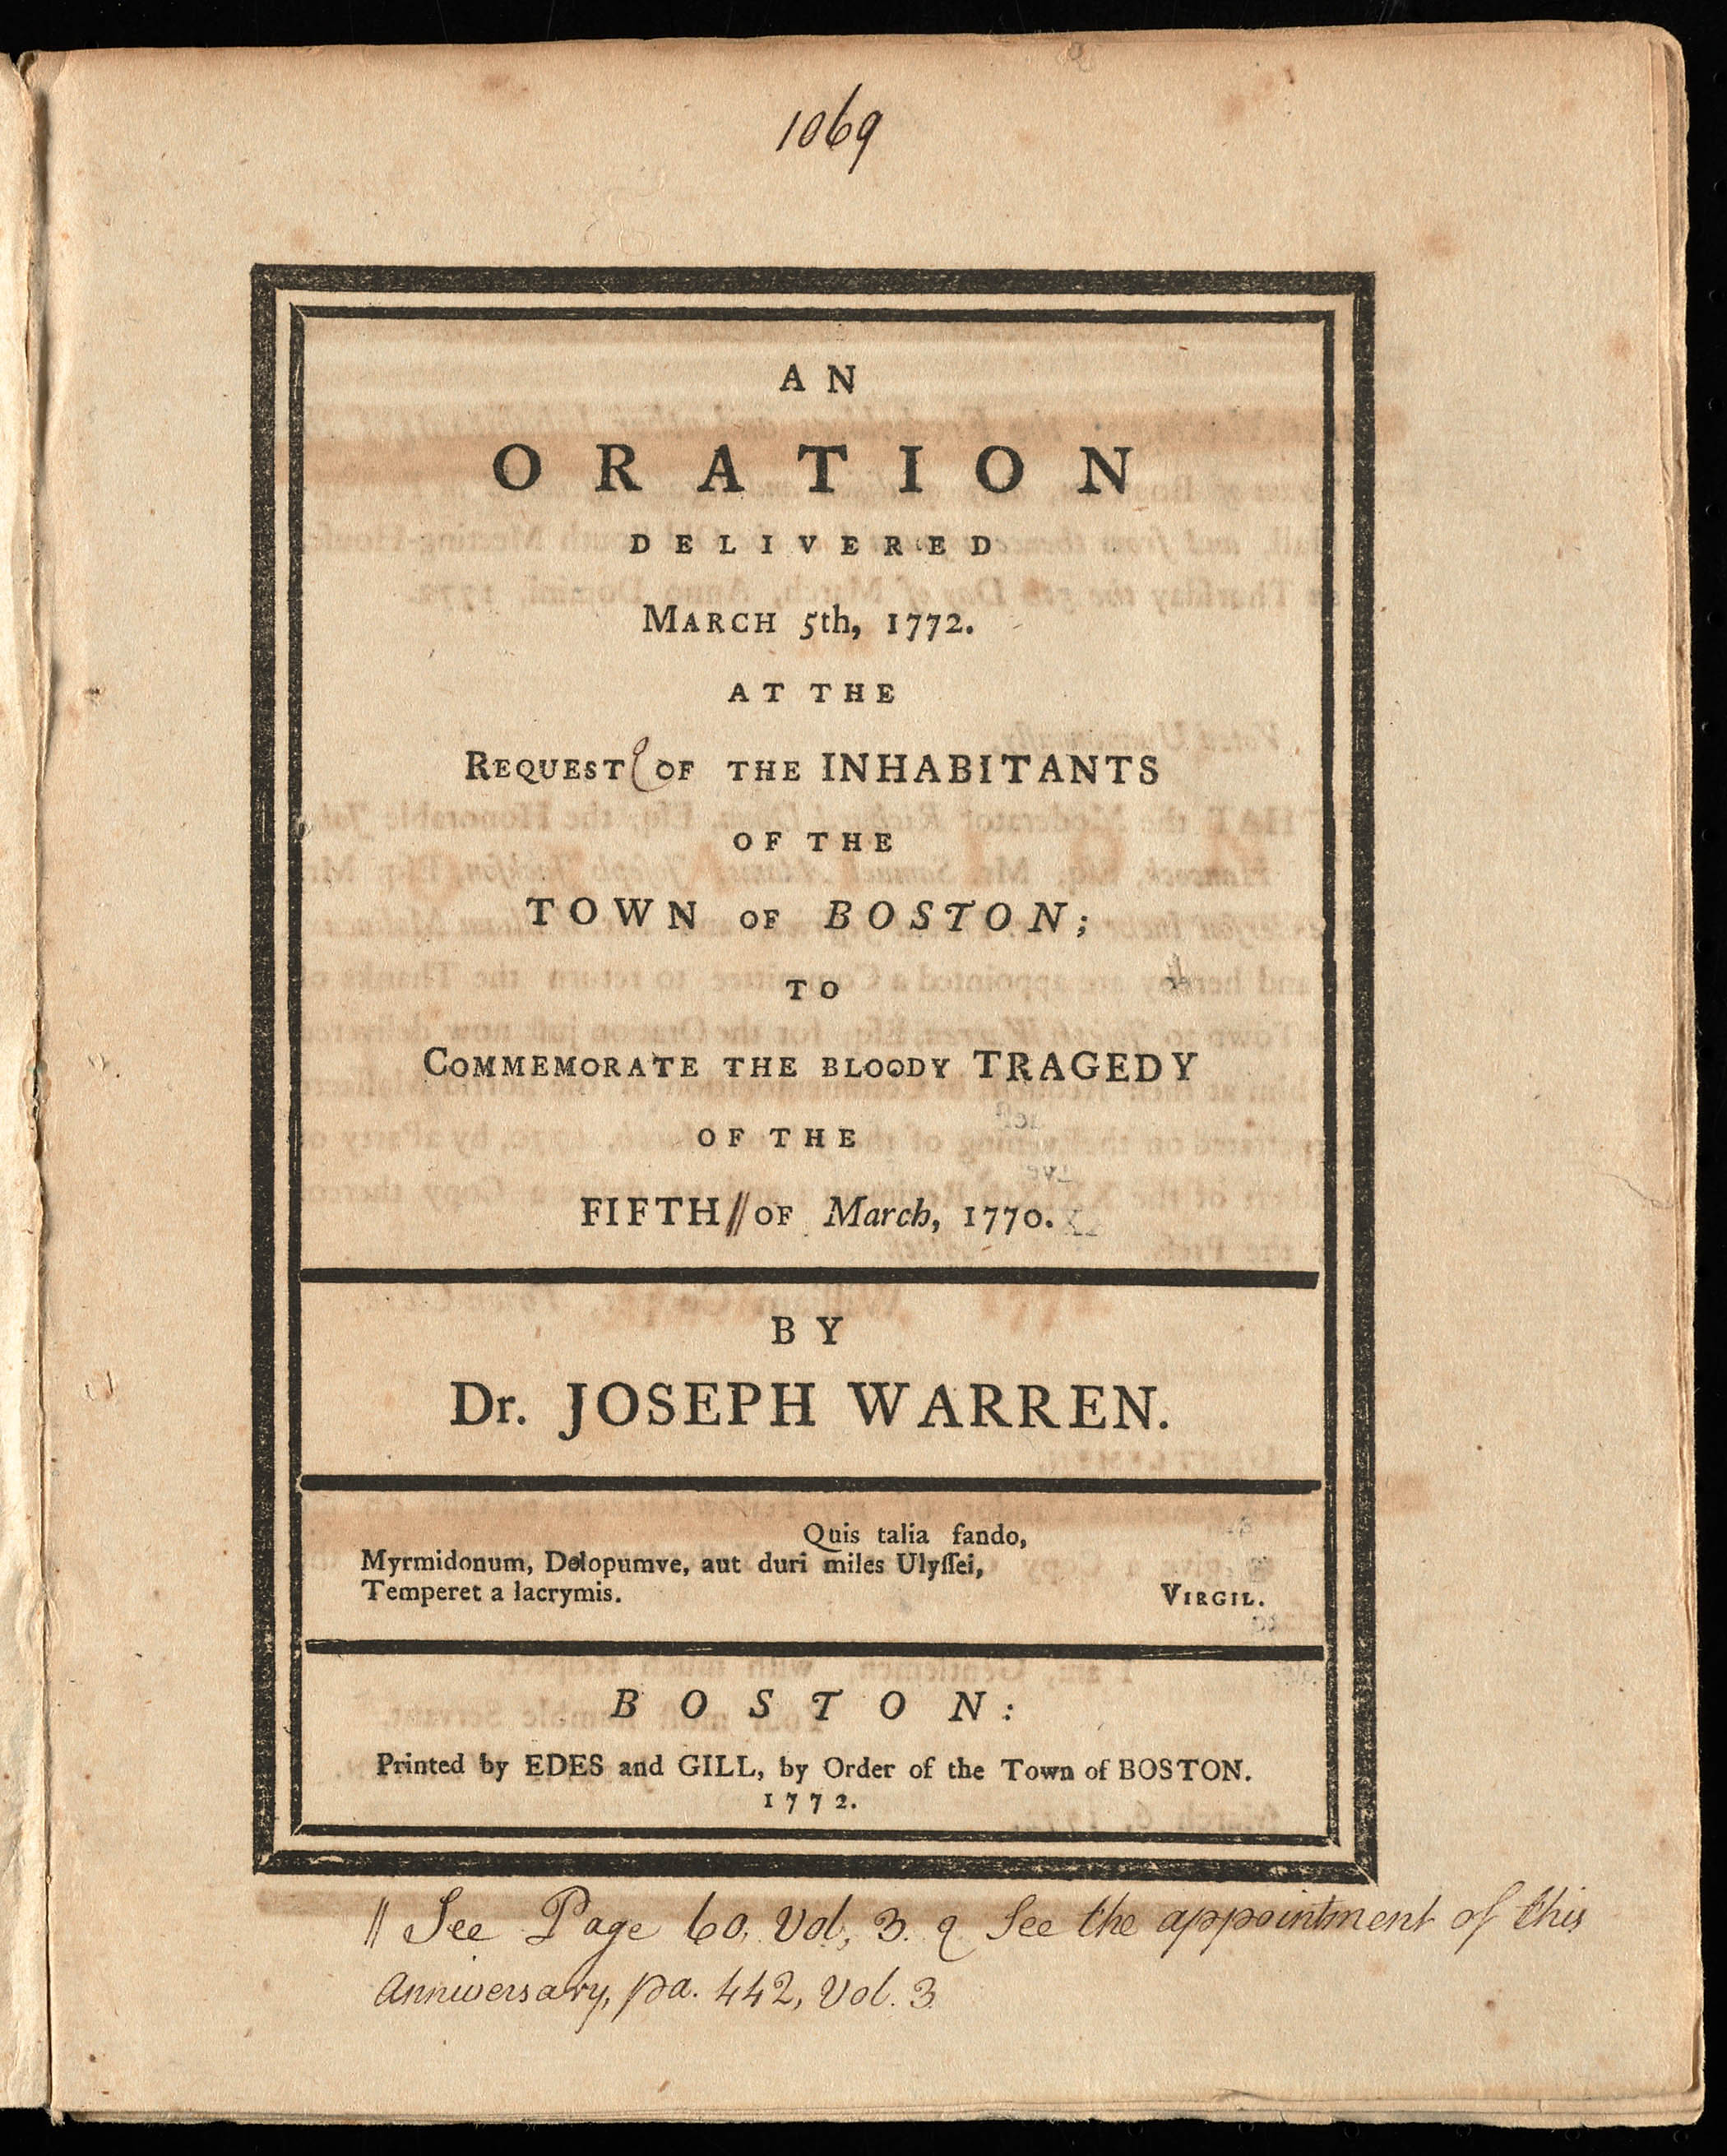 1069
AN
ORATION
DELIVERED
MARCH 5th, 1772.
AT THE
REQUEST OF THE INHABITANTS
OF THE
TOWN OF BOSTON;
TO
COMMEMORATE THE BLOODY TRAGEDY
OF THE
FIFTH // OF March, 1770.
BY
Dr. JOSEPH WARREN.
Quis talia fando,
Myrmidonum, Dolopumve, aut duri miles Ulyſſei,
Temperet a lacrymis. VIRGIL.
BOSTON:
Printed by EDES and GILL, by Order of the Town of BOSTON.
1772.
// See Page 60, Vol, 3. See the appointment of this
Anniversary, pa. 442, Vol. 3